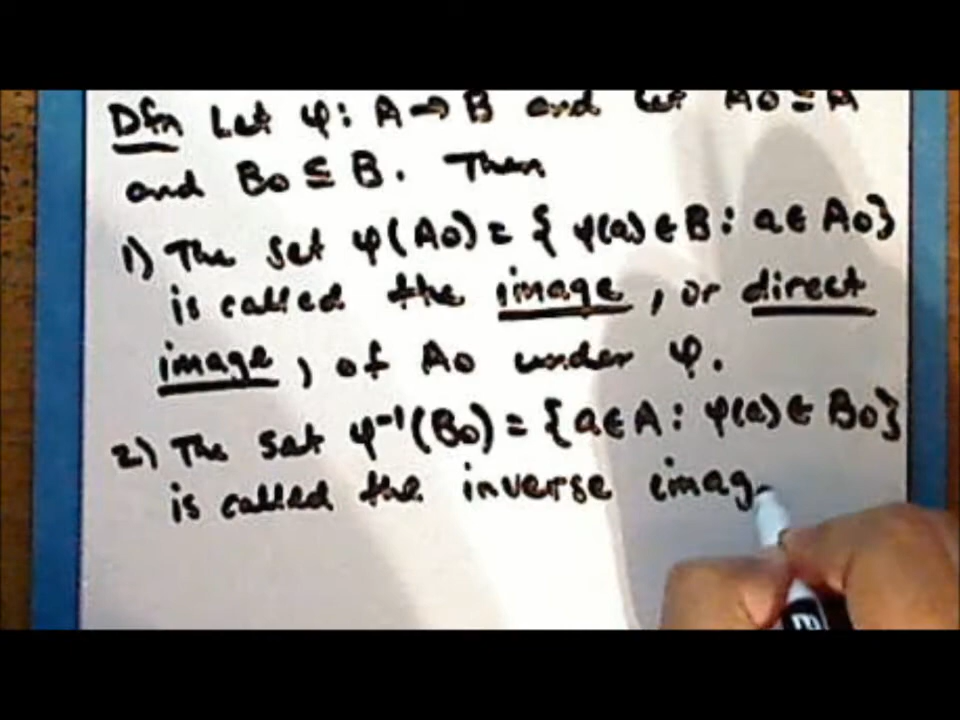 Dfn Let φ: A → B and let A0 ⊆ A
and B0 ⊆ B. Then
1) The set φ(A0) = { φ(a) ∈ B : a ∈ A0}
is called the image, or direct
image, of A0 under φ.
2) The set φ-1(B0) = {a ∈ A : φ(a) ∈ B0}
is called the inverse imag